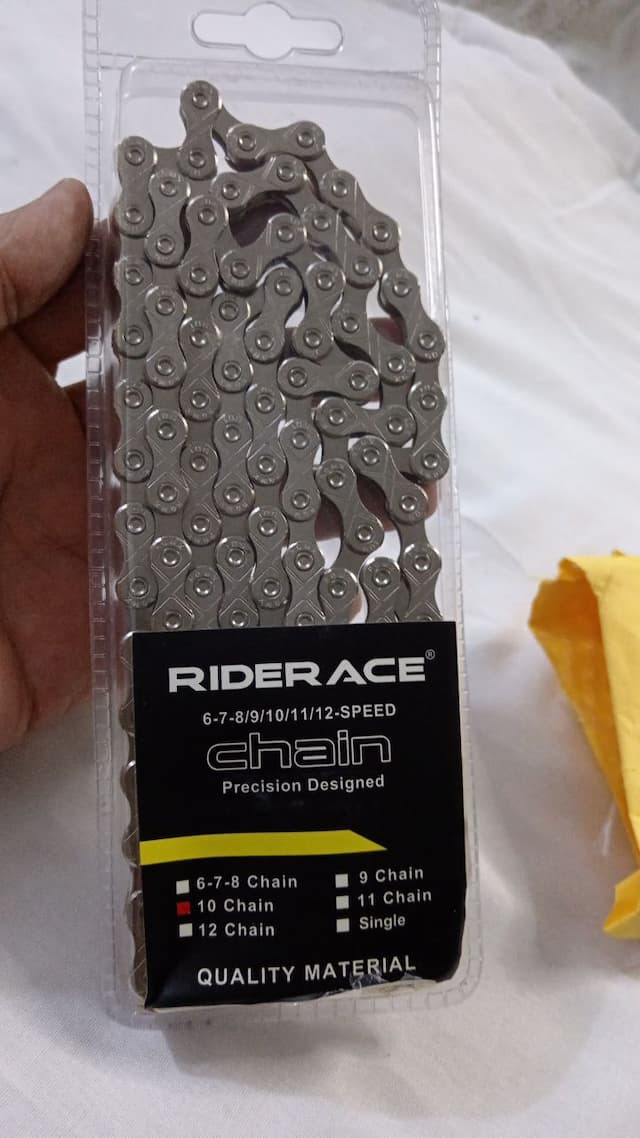 RIDERACE®
6-7-8/9/10/11/12-SPEED
chain
Precision Designed
6-7-8 Chain
9 Chain
10 Chain
11 Chain
12 Chain
Single
QUALITY MATERIAL